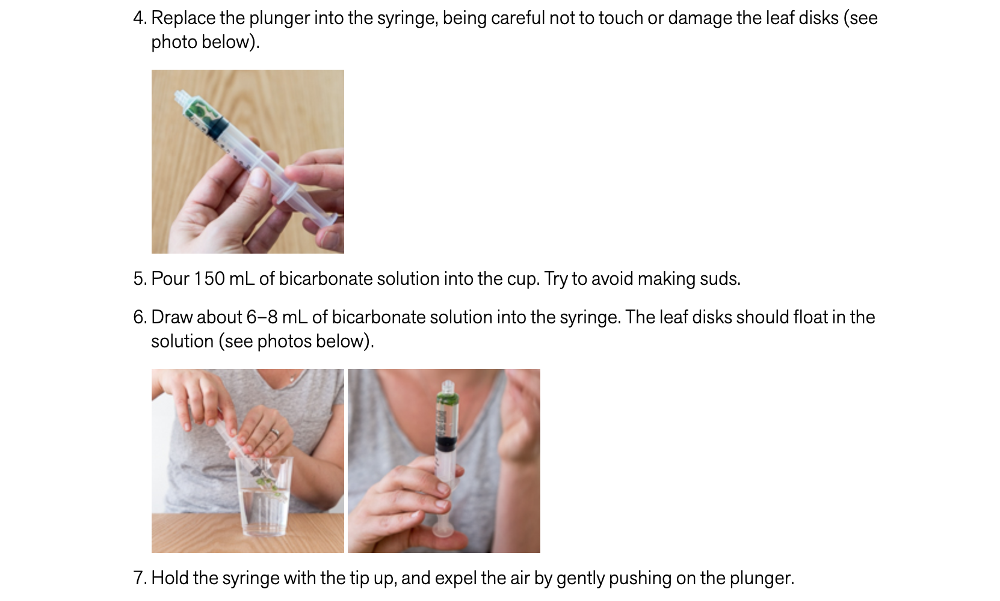 4. Replace the plunger into the syringe, being careful not to touch or damage the leaf disks (see
photo below).
5. Pour 150 mL of bicarbonate solution into the cup. Try to avoid making suds.
6. Draw about 6–8 mL of bicarbonate solution into the syringe. The leaf disks should float in the
solution (see photos below).
7. Hold the syringe with the tip up, and expel the air by gently pushing on the plunger.